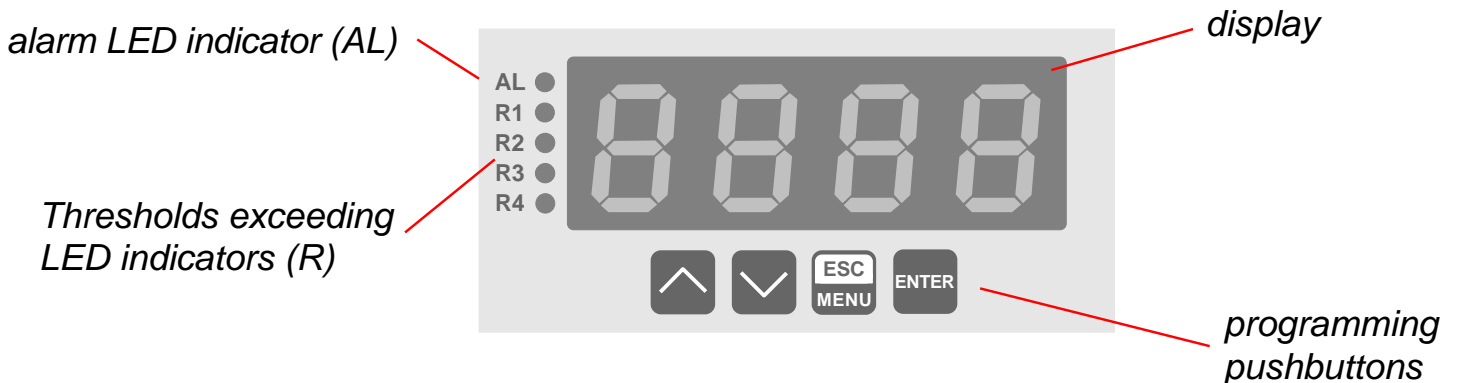 alarm LED indicator (AL)
display
AL
R1
R2
R3
R4
Thresholds exceeding
LED indicators (R)
ESC
MENU
ENTER
programming
pushbuttons